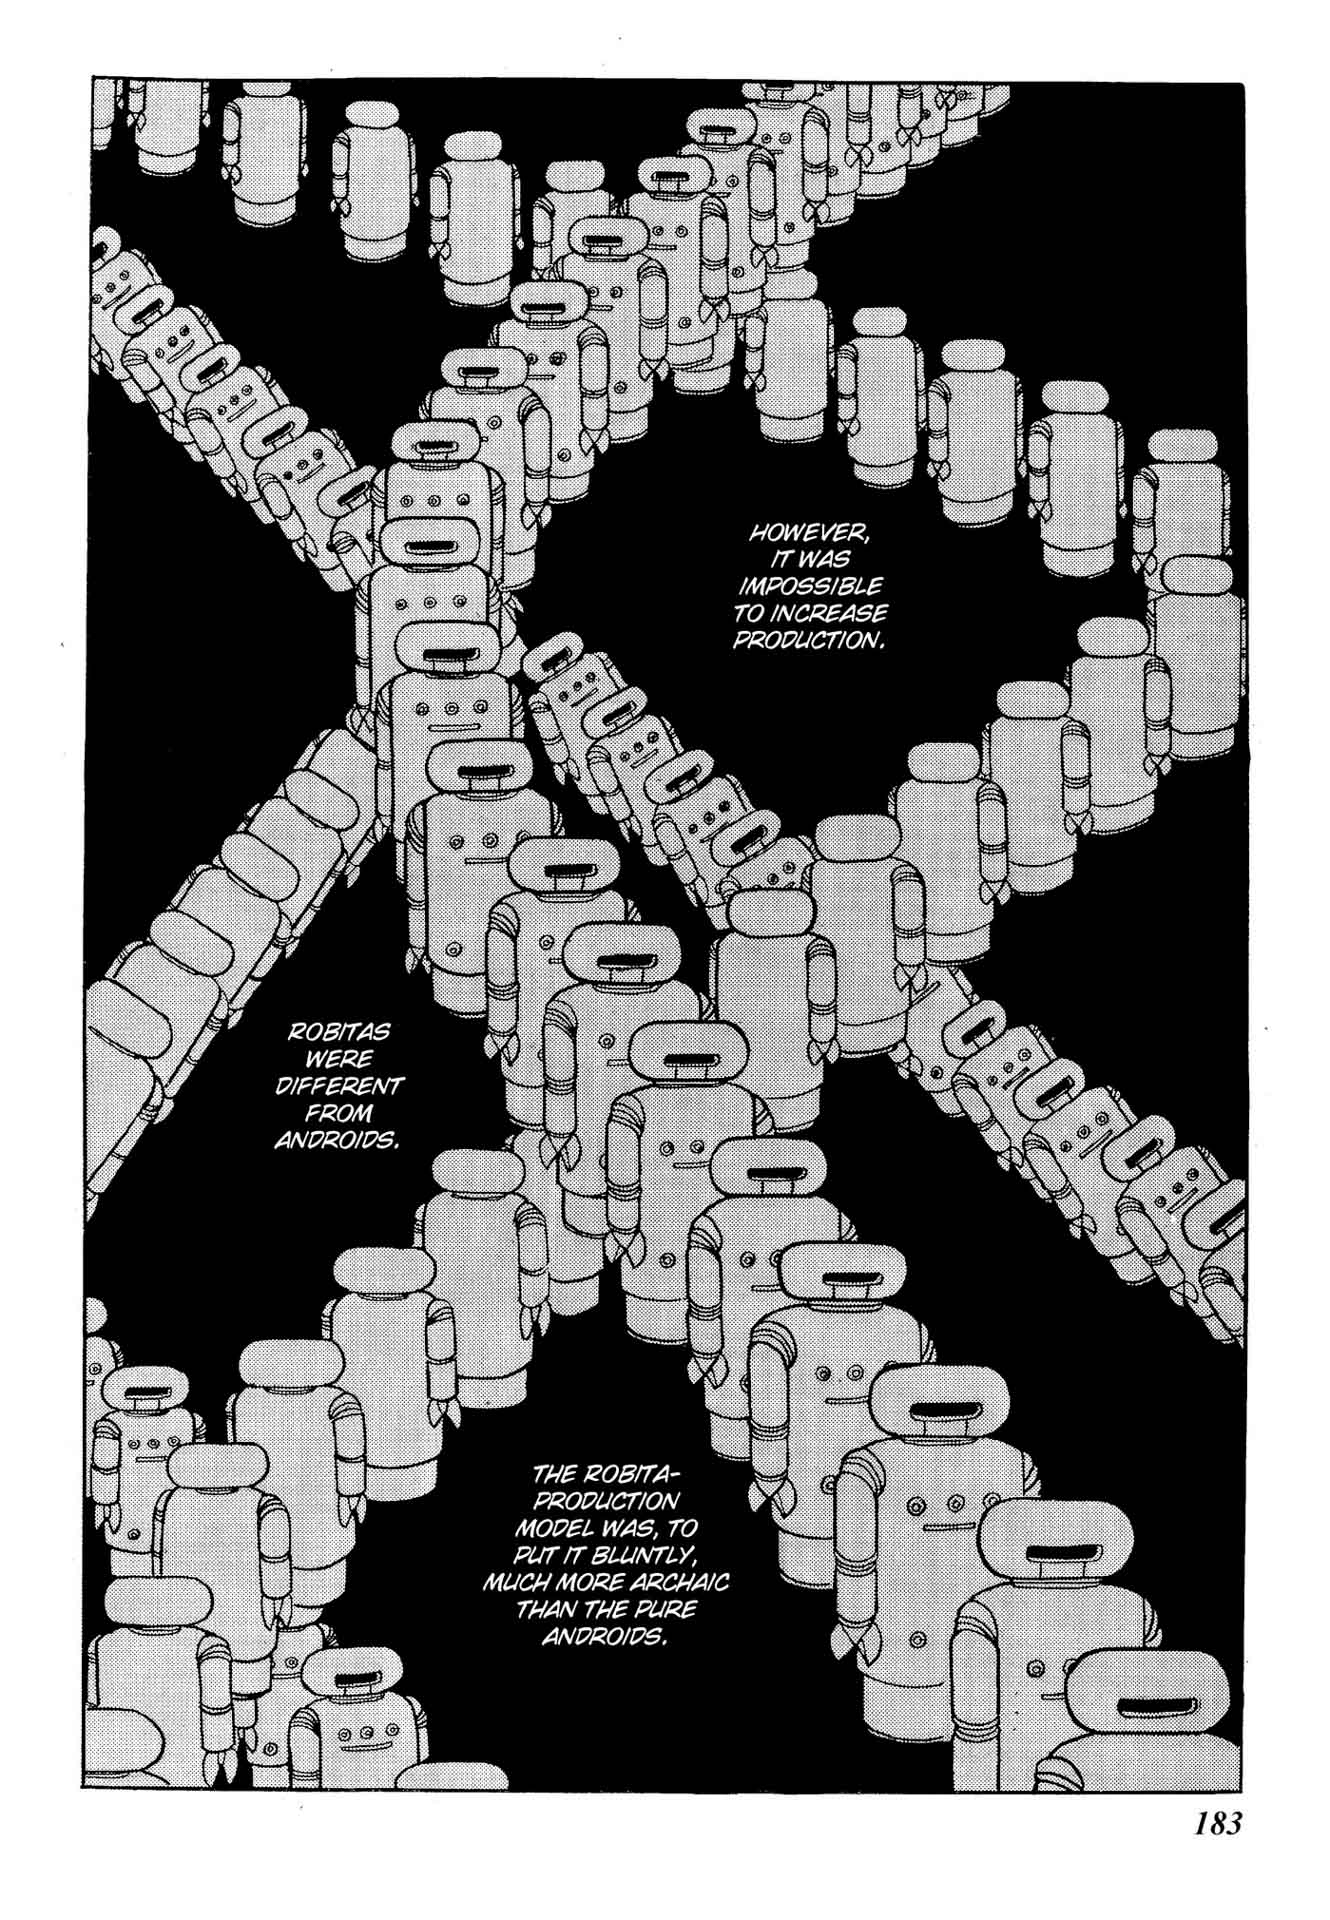 HOWEVER,
IT WAS
IMPOSSIBLE
TO INCREASE
PRODUCTION.
ROBITAS
WERE
DIFFERENT
FROM
ANDROIDS.
THE ROBITA-
PRODUCTION
MODEL WAS, TO
PUT IT BLUNTLY,
MUCH MORE ARCHAIC
THAN THE PURE
ANDROIDS.
183